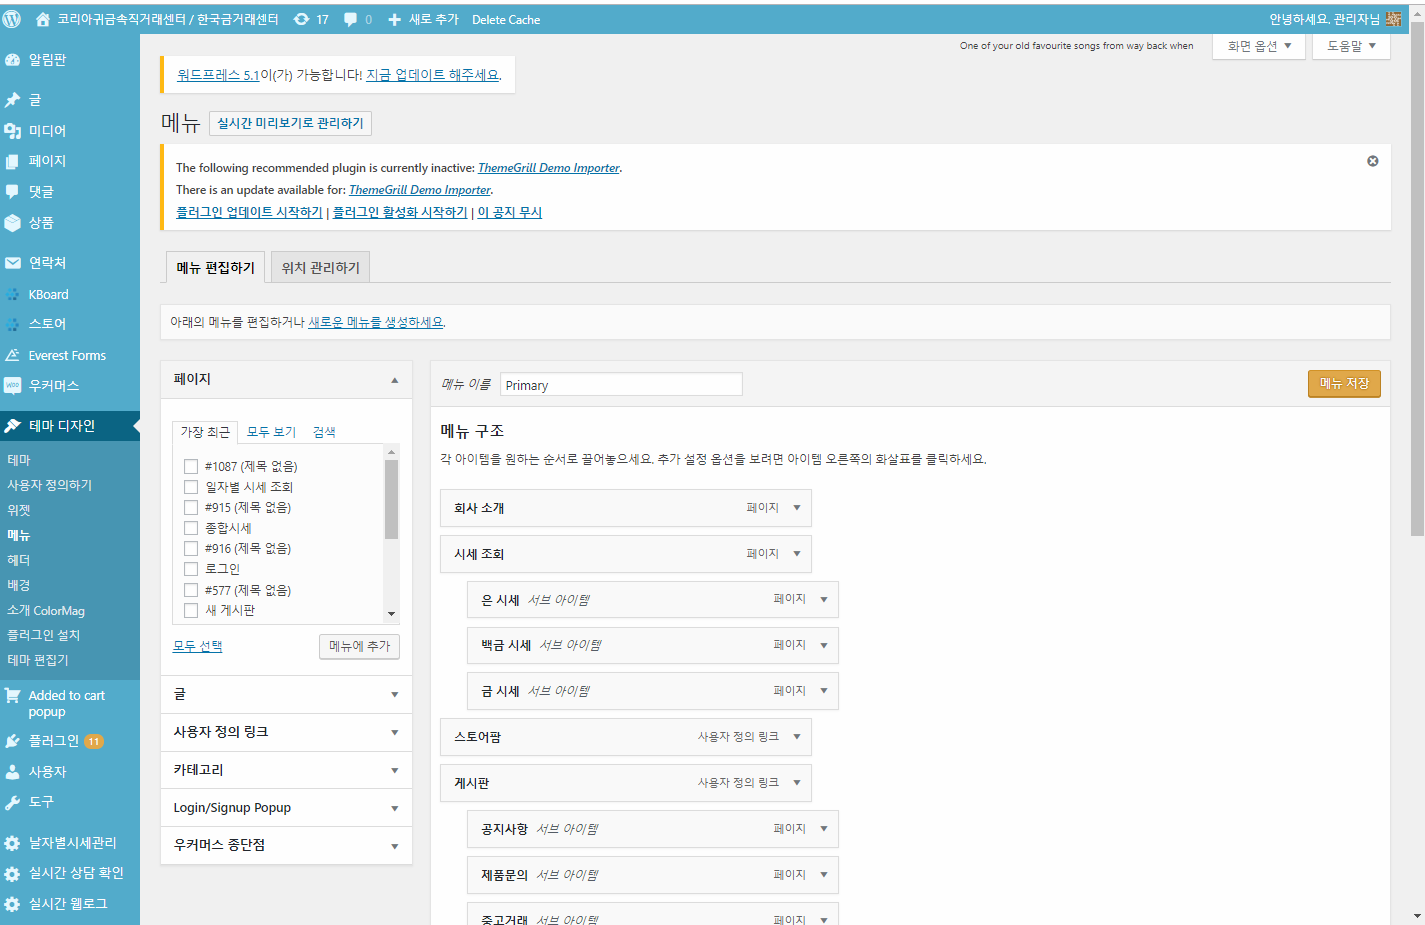 코리아귀금속직거래센터 / 한국금거래센터 17 0 새로 추가 Delete Cache 안녕하세요, 관리자님
One of your old favourite songs from way back when 화면 옵션 도움말
알림판
글
미디어
페이지
댓글
상품
연락처
KBoard
스토어
Everest Forms
우커머스
테마 디자인
테마
사용자 정의하기
위젯
메뉴
헤더
배경
소개 ColorMag
플러그인 설치
테마 편집기
Added to cart
popup
플러그인 11
사용자
도구
날자별시세관리
실시간 상담 확인
실시간 웹로그
워드프레스 5.1이(가) 가능합니다! 지금 업데이트 해주세요.
메뉴 실시간 미리보기로 관리하기
The following recommended plugin is currently inactive: ThemeGrill Demo Importer.
There is an update available for: ThemeGrill Demo Importer.
플러그인 업데이트 시작하기 | 플러그인 활성화 시작하기 | 이 공지 무시
메뉴 편집하기 위치 관리하기
아래의 메뉴를 편집하거나 새로운 메뉴를 생성하세요.
페이지
가장 최근 모두 보기 검색
#1087 (제목 없음)
일자별 시세 조회
#915 (제목 없음)
종합시세
#916 (제목 없음)
로그인
#577 (제목 없음)
새 게시판
모두 선택 메뉴에 추가
글
사용자 정의 링크
카테고리
Login/Signup Popup
우커머스 종단점
메뉴 이름 Primary 메뉴 저장
메뉴 구조
각 아이템을 원하는 순서로 끌어놓으세요. 추가 설정 옵션을 보려면 아이템 오른쪽의 화살표를 클릭하세요.
회사 소개 페이지
시세 조회 페이지
은 시세 서브 아이템 페이지
백금 시세 서브 아이템 페이지
금 시세 서브 아이템 페이지
스토어팜 사용자 정의 링크
게시판 사용자 정의 링크
공지사항 서브 아이템 페이지
제품문의 서브 아이템 페이지
중고거래 서브 아이템 페이지